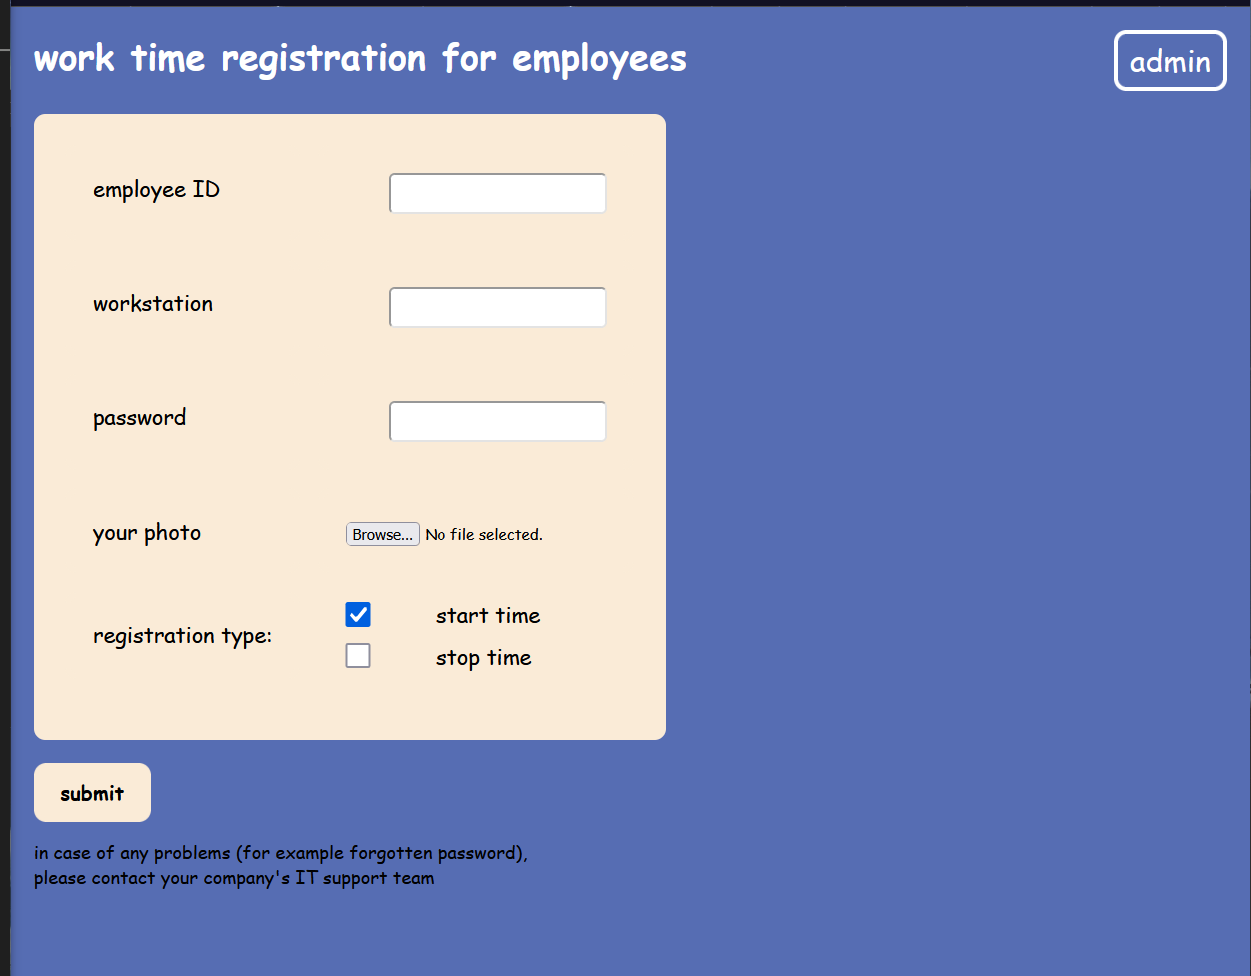 work time registration for employees
admin
employee ID
workstation
password
your photo
Browse... No file selected.
registration type:
start time
stop time
submit
in case of any problems (for example forgotten password),
please contact your company's IT support team